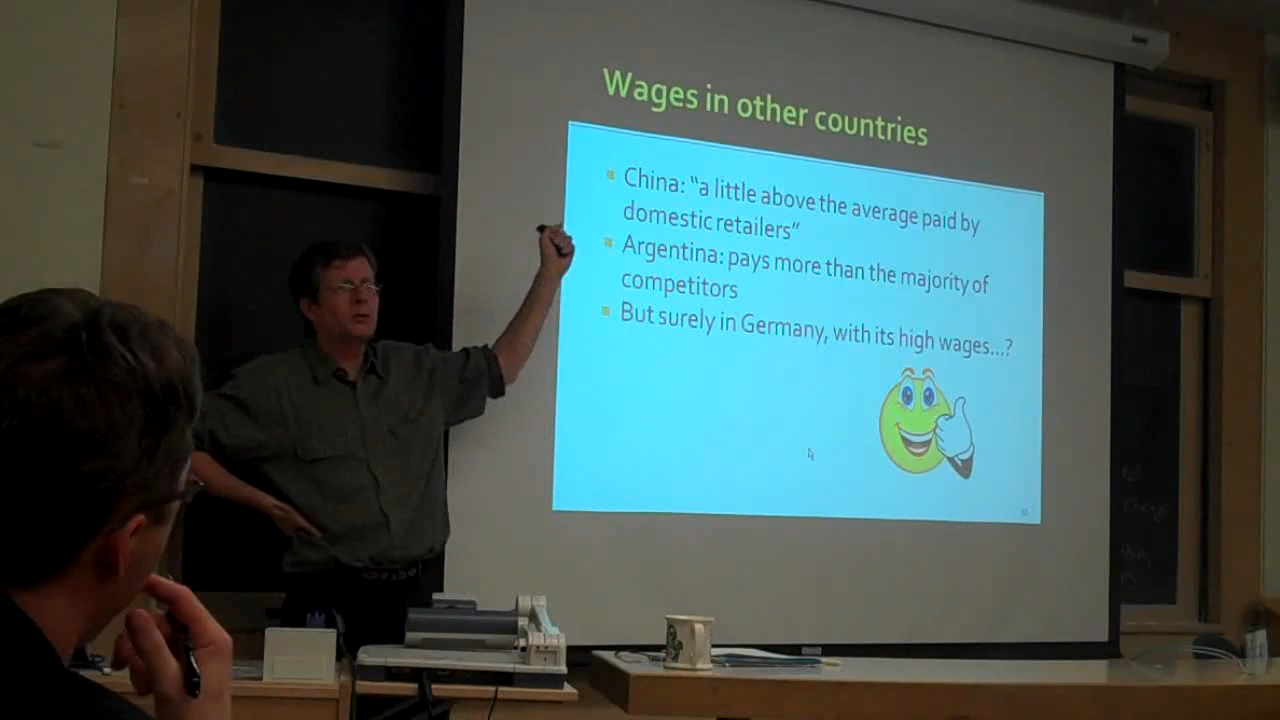 Wages in other countries
China: “a little above the average paid by
domestic retailers”
Argentina: pays more than the majority of
competitors
But surely in Germany, with its high wages...?